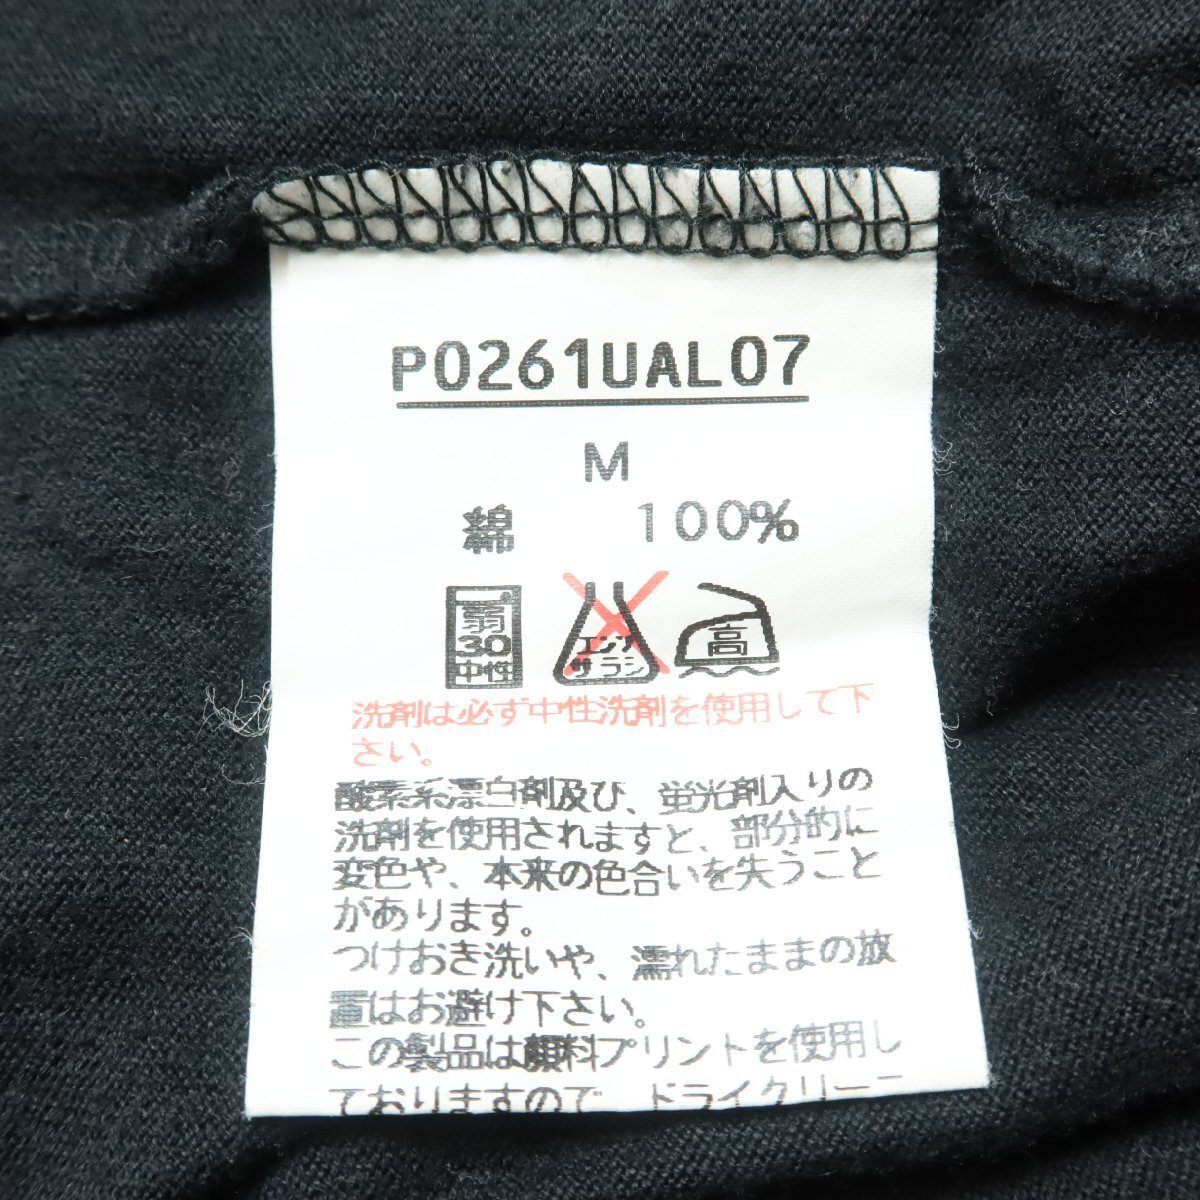 P0261UAL07
M
綿 100%
弱
30
中性
エンソ
サラシ
高
洗剤は必ず中性洗剤を使用して下
さい。
酸素系漂白剤及び、蛍光剤入りの
洗剤を使用されますと、部分的に
変色や、本来の色合いを失うこと
があります。
つけおき洗いや、濡れたままの放
置はお避け下さい。
この製品は顔料プリントを使用し
ておりますので、ドライクリーニ